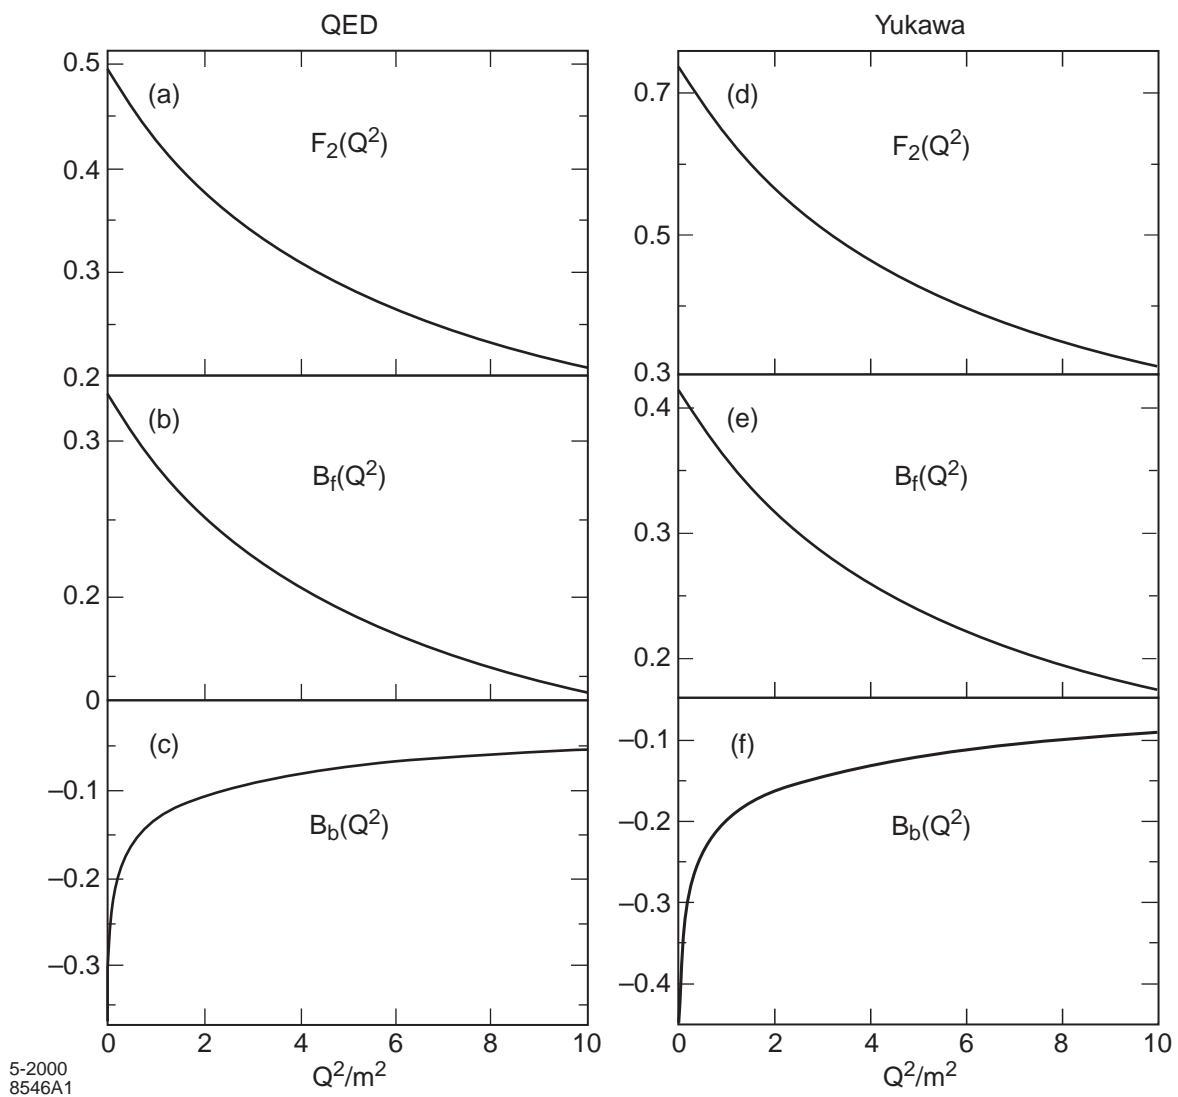 QED
0.5
(a)
F2(Q2)
0.4
0.3
0.2
(b)
0.3
Bf(Q2)
0.2
0
(c)
–0.1
Bb(Q2)
–0.2
–0.3
0 2 4 6 8 10
Q2/m2
Yukawa
0.7
(d)
F2(Q2)
0.5
0.3
0.4
(e)
Bf(Q2)
0.3
0.2
–0.1
(f)
–0.2
Bb(Q2)
–0.3
–0.4
0 2 4 6 8 10
Q2/m2
5-2000
8546A1